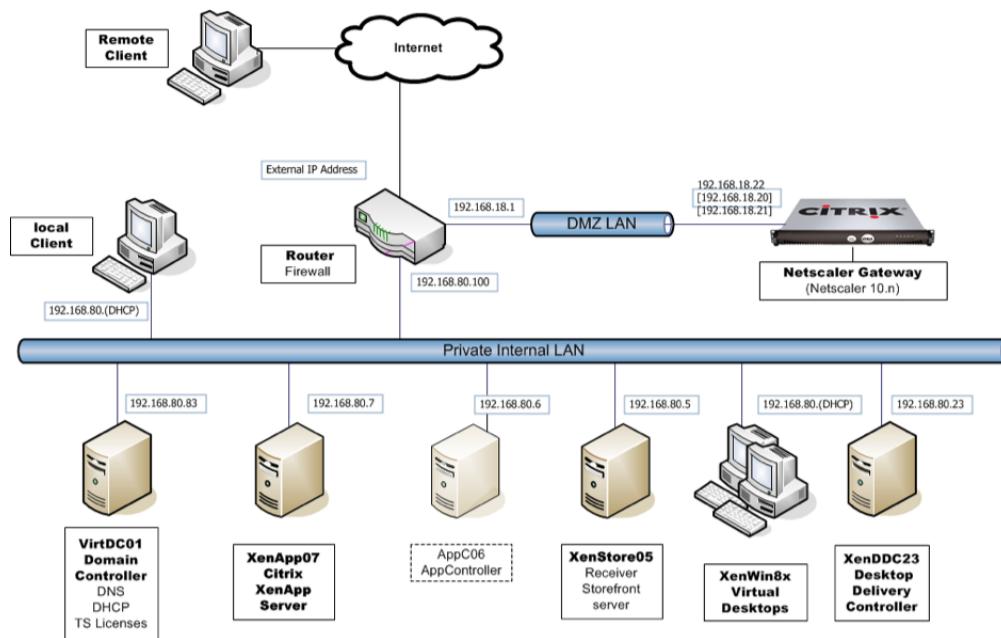 Remote
Client
Internet
External IP Address
192.168.18.1
DMZ LAN
192.168.18.22
[192.168.18.20]
[192.168.18.21]
CITRIX
local
Client
Router
Firewall
192.168.80.100
Netscaler Gateway
(Netscaler 10.n)
192.168.80.(DHCP)
Private Internal LAN
192.168.80.83
192.168.80.7
192.168.80.6
192.168.80.5
192.168.80.(DHCP)
192.168.80.23
VirtDC01
Domain
Controller
DNS
DHCP
TS Licenses
XenApp07
Citrix
XenApp
Server
AppC06
AppController
XenStore05
Receiver
Storefront
server
XenWin8x
Virtual
Desktops
XenDDC23
Desktop
Delivery
Controller